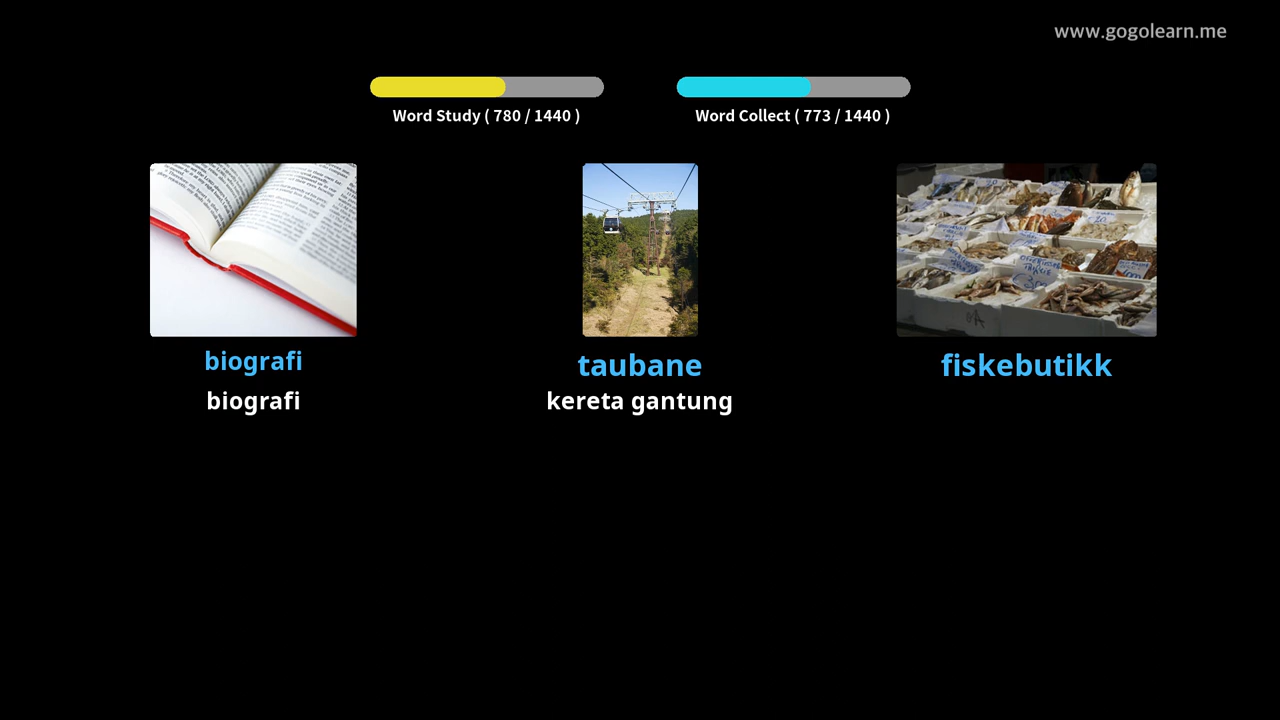 www.gogolearn.me
Word Study ( 780 / 1440 )
Word Collect ( 773 / 1440 )
biografi
taubane
fiskebutikk
biografi
kereta gantung